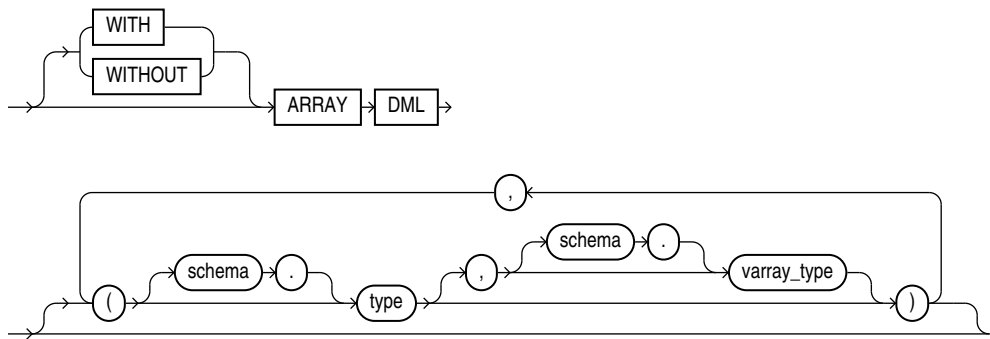 WITH
WITHOUT
ARRAY DML
,
schema .
schema . , varray_type
( type )